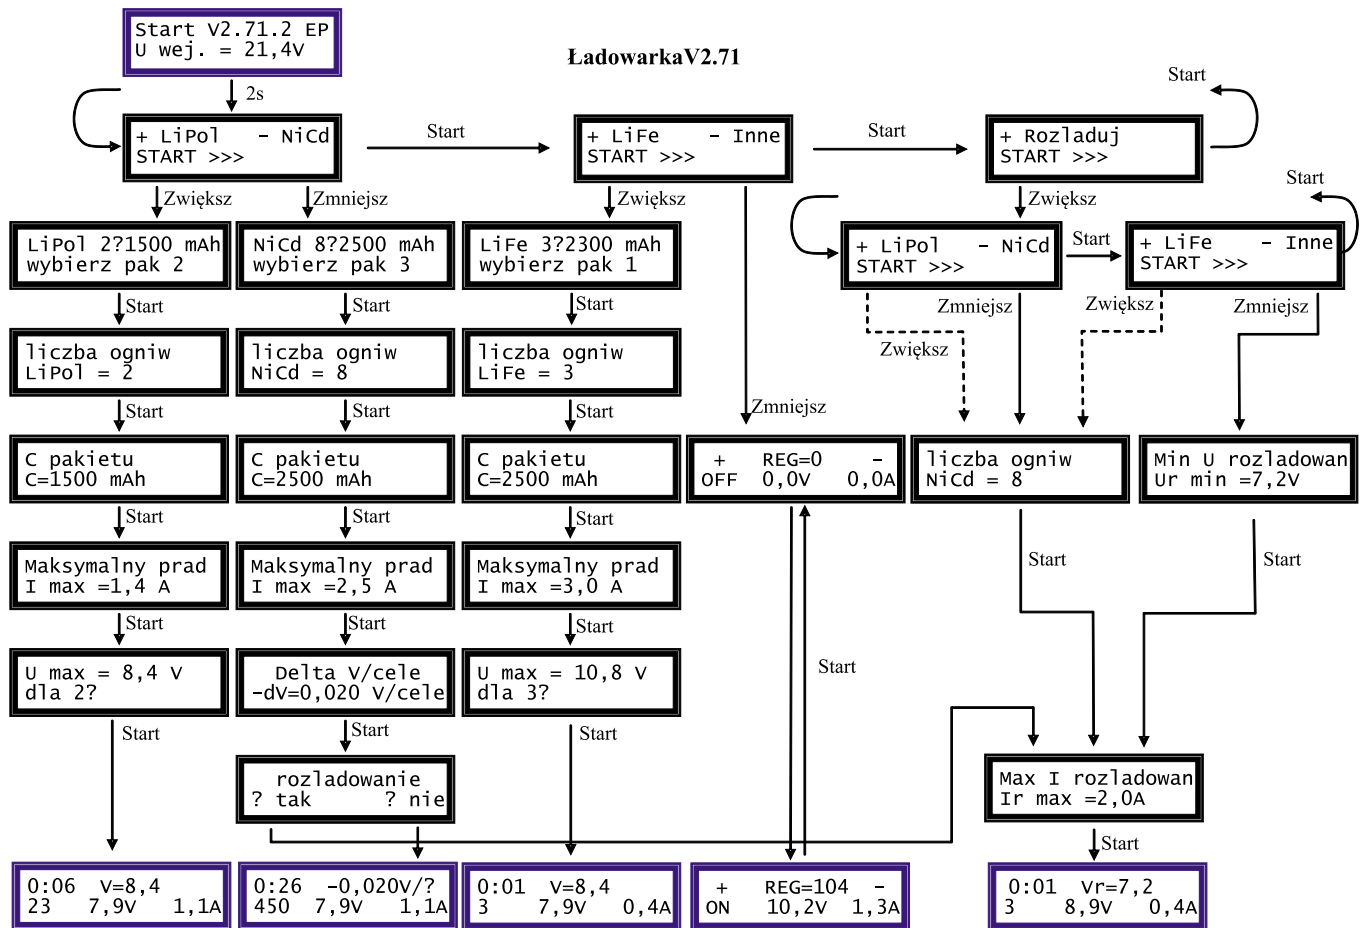 Start V2.71.2 EP
U wej. = 21,4V
ŁadowarkaV2.71
2s
Start
+ LiPol - NiCd
START >>>
Start
+ LiFe - Inne
START >>>
Start
+ Rozladuj
START >>>
Zwiększ
Zmniejsz
Zwiększ
Zwiększ
Start
LiPol 2?1500 mAh
wybierz pak 2
NiCd 8?2500 mAh
wybierz pak 3
LiFe 3?2300 mAh
wybierz pak 1
+ LiPol - NiCd
START >>>
Start
+ LiFe - Inne
START >>>
Start
Start
Start
Zmniejsz
Zwiększ
Zmniejsz
Zwiększ
liczba ogniw
LiPol = 2
liczba ogniw
NiCd = 8
liczba ogniw
LiFe = 3
Start
Start
Start
Zmniejsz
C pakietu
C=1500 mAh
C pakietu
C=2500 mAh
C pakietu
C=2500 mAh
+ REG=0 -
OFF 0,0V 0,0A
liczba ogniw
NiCd = 8
Min U rozladowan
Ur min =7,2V
Start
Start
Start
Start
Start
Maksymalny prad
I max =1,4 A
Maksymalny prad
I max =2,5 A
Maksymalny prad
I max =3,0 A
Start
Start
Start
Start
U max = 8,4 V
dla 2?
Delta V/cele
-dV=0,020 V/cele
U max = 10,8 V
dla 3?
Start
Start
Start
rozladowanie
? tak ? nie
Max I rozladowan
Ir max =2,0A
Start
0:06 V=8,4
23 7,9V 1,1A
0:26 -0,020V/?
450 7,9V 1,1A
0:01 V=8,4
3 7,9V 0,4A
+ REG=104 -
ON 10,2V 1,3A
0:01 Vr=7,2
3 8,9V 0,4A